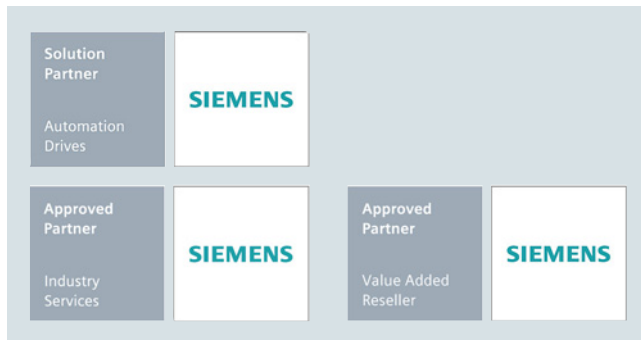 Solution
Partner
Automation
Drives
SIEMENS
Approved
Partner
Industry
Services
SIEMENS
Approved
Partner
Value Added
Reseller
SIEMENS